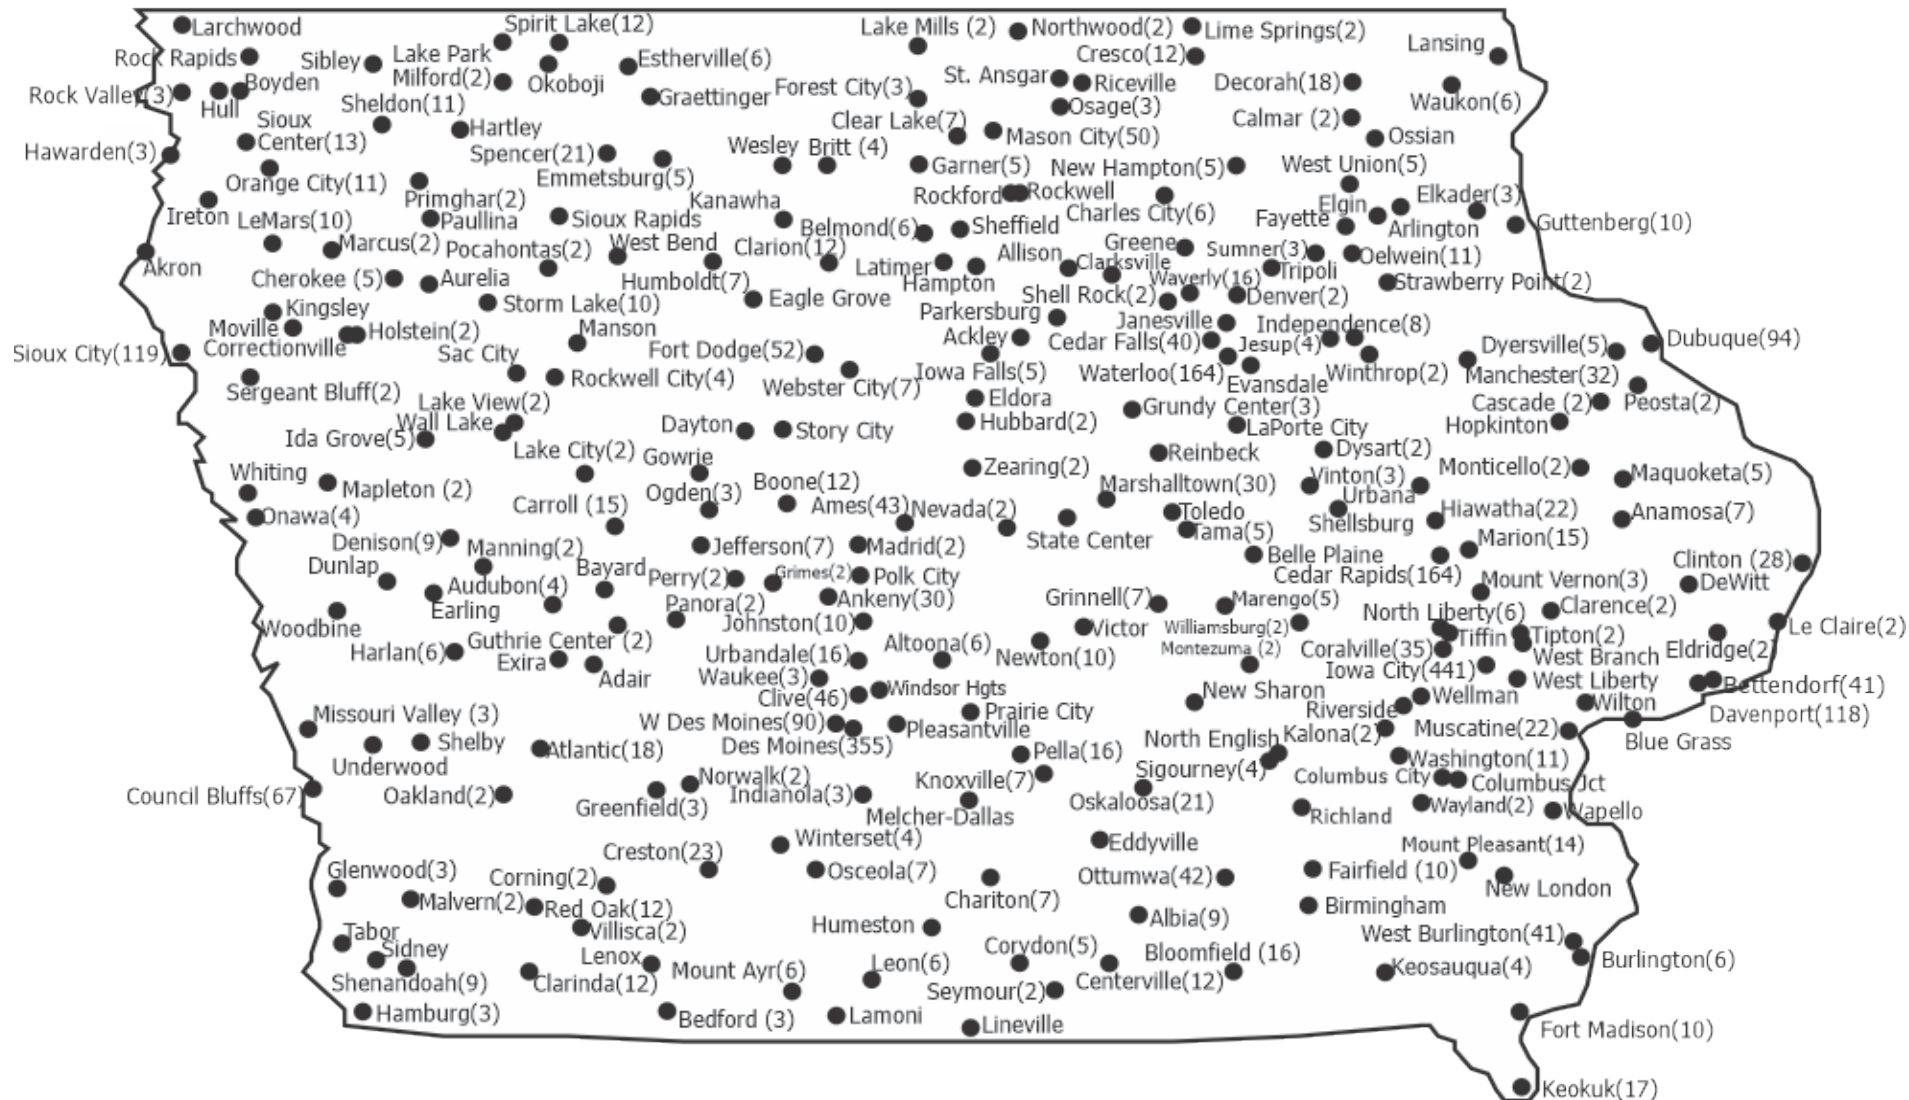 Larchwood
Spirit Lake(12)
Lake Mills (2)
Northwood(2)
Lime Springs(2)
Rock Rapids
Sibley
Lake Park
Estherville(6)
Cresco(12)
Lansing
Boyden
Milford(2)
Okoboji
St. Ansgar
Riceville
Decorah(18)
Rock Valley(3)
Hull
Sheldon(11)
Graettinger
Forest City(3)
Osage(3)
Waukon(6)
Sioux
Center(13)
Hartley
Clear Lake(7)
Mason City(50)
Calmar (2)
Ossian
Hawarden(3)
Spencer(21)
Wesley
Britt (4)
Garner(5)
New Hampton(5)
West Union(5)
Orange City(11)
Emmetsburg(5)
Primghar(2)
Kanawha
Rockford
Rockwell
Elkader(3)
Ireton
LeMars(10)
Paullina
Sioux Rapids
Belmond(6)
Sheffield
Charles City(6)
Fayette
Elgin
Arlington
Guttenberg(10)
Marcus(2)
Pocahontas(2)
West Bend
Clarion(12)
Allison
Greene
Sumner(3)
Oelwein(11)
Akron
Cherokee (5)
Aurelia
Humboldt(7)
Latimer
Hampton
Clarksville
Waverly(16)
Tripoli
Strawberry Point(2)
Kingsley
Storm Lake(10)
Eagle Grove
Shell Rock(2)
Denver(2)
Moville
Holstein(2)
Manson
Parkersburg
Janesville
Independence(8)
Correctionville
Sioux City(119)
Sac City
Fort Dodge(52)
Ackley
Cedar Falls(40)
Jesup(4)
Dyersville(5)
Dubuque(94)
Sergeant Bluff(2)
Rockwell City(4)
Webster City(7)
Iowa Falls(5)
Waterloo(164)
Evansdale
Winthrop(2)
Manchester(32)
Lake View(2)
Eldora
Grundy Center(3)
Cascade (2)
Peosta(2)
Wall Lake
Ida Grove(5)
Dayton
Story City
Hubbard(2)
LaPorte City
Hopkinton
Lake City(2)
Gowrie
Reinbeck
Dysart(2)
Whiting
Mapleton (2)
Boone(12)
Zearing(2)
Marshalltown(30)
Vinton(3)
Monticello(2)
Maquoketa(5)
Carroll (15)
Ogden(3)
Ames(43)
Nevada(2)
Toledo
Urbana
Onawa(4)
Tama(5)
Shellsburg
Hiawatha(22)
Anamosa(7)
Denison(9)
Manning(2)
Jefferson(7)
Madrid(2)
State Center
Belle Plaine
Marion(15)
Dunlap
Bayard
Perry(2)
Grimes(2)
Polk City
Cedar Rapids(164)
Clinton (28)
Audubon(4)
Mount Vernon(3)
DeWitt
Earling
Panora(2)
Ankeny(30)
Grinnell(7)
Marengo(5)
Clarence(2)
Woodbine
Johnston(10)
Victor
Williamsburg(2)
North Liberty(6)
Le Claire(2)
Harlan(6)
Guthrie Center (2)
Altoona(6)
Montezuma (2)
Tiffin
Tipton(2)
Exira
Adair
Urbandale(16)
Newton(10)
Coralville(35)
West Branch
Eldridge(2)
Waukee(3)
Windsor Hgts
Iowa City(441)
West Liberty
Bettendorf(41)
Clive(46)
New Sharon
Wellman
Wilton
Missouri Valley (3)
Prairie City
Riverside
Davenport(118)
Shelby
Atlantic(18)
W Des Moines(90)
Pleasantville
Kalona(2)
Muscatine(22)
Blue Grass
Underwood
Des Moines(355)
Pella(16)
North English
Washington(11)
Council Bluffs(67)
Oakland(2)
Norwalk(2)
Knoxville(7)
Sigourney(4)
Columbus City
Columbus Jct
Greenfield(3)
Indianola(3)
Oskaloosa(21)
Wayland(2)
Wapello
Melcher-Dallas
Richland
Winterset(4)
Eddyville
Mount Pleasant(14)
Creston(23)
Glenwood(3)
Corning(2)
Osceola(7)
Chariton(7)
Ottumwa(42)
Fairfield (10)
New London
Malvern(2)
Red Oak(12)
Albia(9)
Birmingham
Tabor
Villisca(2)
Humeston
West Burlington(41)
Sidney
Lenox
Corydon(5)
Bloomfield (16)
Burlington(6)
Shenandoah(9)
Clarinda(12)
Mount Ayr(6)
Leon(6)
Centerville(12)
Keosauqua(4)
Hamburg(3)
Bedford (3)
Lamoni
Seymour(2)
Lineville
Fort Madison(10)
Keokuk(17)